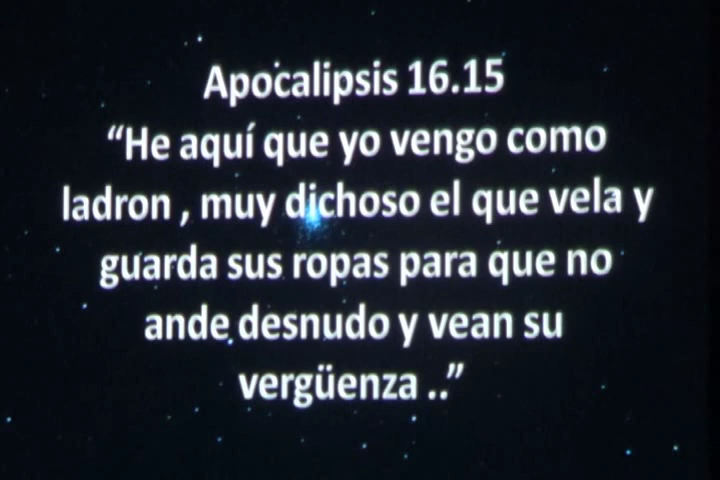 Apocalipsis 16.15
“He aquí que yo vengo como
ladron , muy dichoso el que vela y
guarda sus ropas para que no
ande desnudo y vean su
vergüenza ..”